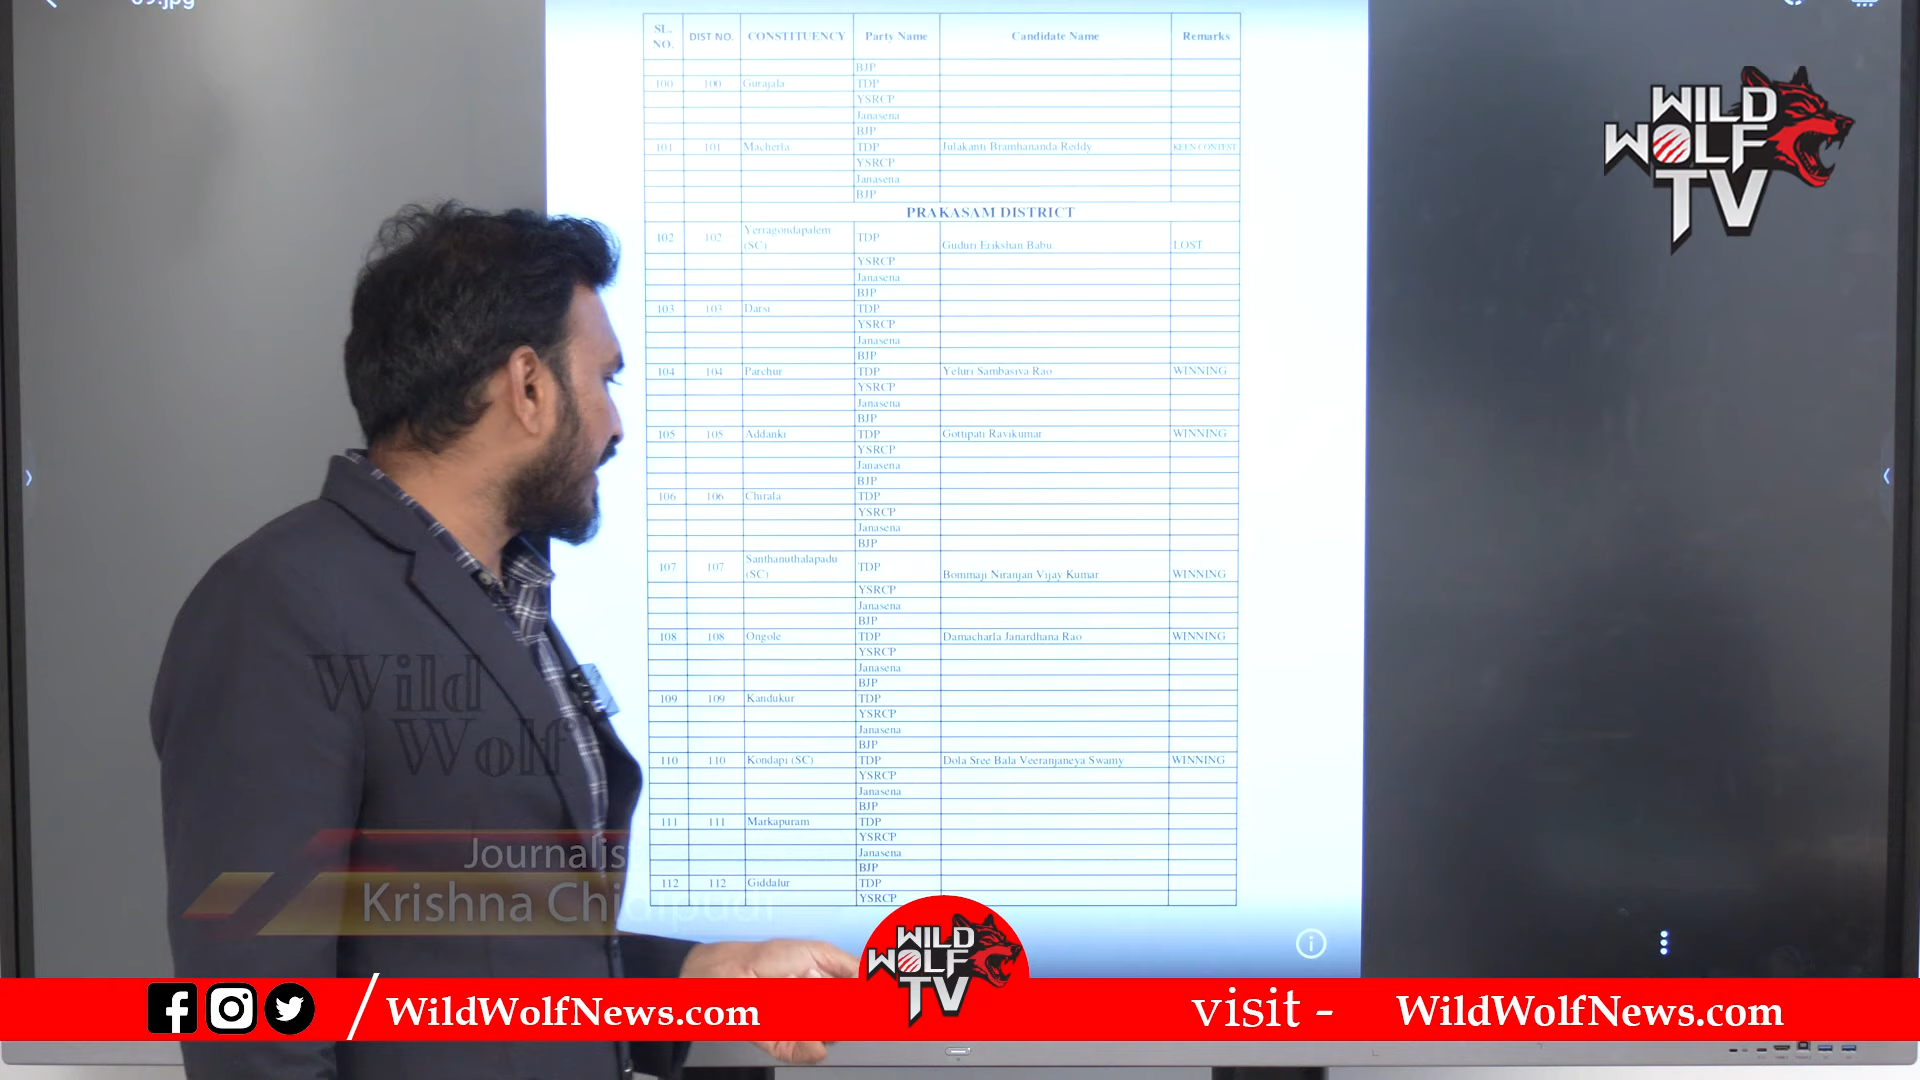 09.jpg
SL. NO. DIST NO. CONSTITUENCY Party Name Candidate Name Remarks
BJP
100 100 Gurajala TDP
YSRCP
Janasena
BJP
101 101 Macherla TDP Julakanti Bramhananda Reddy KEEN CONTEST
YSRCP
Janasena
BJP
PRAKASAM DISTRICT
102 102 Yerragondapalem (SC) TDP Guduri Erikshan Babu LOST
YSRCP
Janasena
BJP
103 103 Darsi TDP
YSRCP
Janasena
BJP
104 104 Parchur TDP Yeluri Sambasiva Rao WINNING
YSRCP
Janasena
BJP
105 105 Addanki TDP Gottipati Ravikumar WINNING
YSRCP
Janasena
BJP
106 106 Chirala TDP
YSRCP
Janasena
BJP
107 107 Santhanuthalapadu (SC) TDP Bommaji Niranjan Vijay Kumar WINNING
YSRCP
Janasena
BJP
108 108 Ongole TDP Damacharla Janardhana Rao WINNING
YSRCP
Janasena
BJP
109 109 Kandukur TDP
YSRCP
Janasena
BJP
110 110 Kondapi (SC) TDP Dola Sree Bala Veeranjaneya Swamy WINNING
YSRCP
Janasena
BJP
111 111 Markapuram TDP
YSRCP
Janasena
BJP
112 112 Giddalur TDP
YSRCP
WILD
WOLF
TV
Wild
Wolf
Journalist
Krishna Chidipudi
WILD
WOLF
TV
WildWolfNews.com
visit - WildWolfNews.com